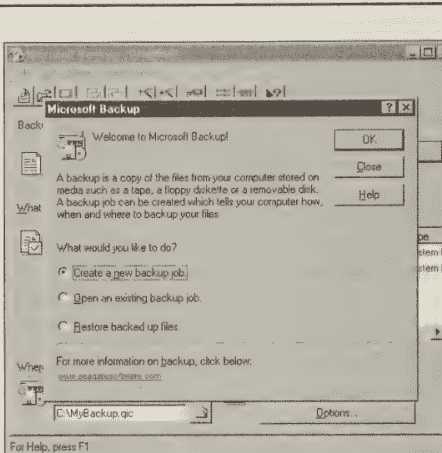 Microsoft Backup
Welcome to Microsoft Backup!
OK
Close
Help
A backup is a copy of the files from your computer stored on
media such as a tape, a floppy diskette or a removable disk.
A backup job can be created which tells your computer how,
when and where to backup your files
What
What would you like to do?
Create a new backup job.
Open an existing backup job.
Restore backed up files.
For more information on backup, click below:
www.seagatesoftware.com
C:\MyBackup.qic
Options...
For Help, press F1